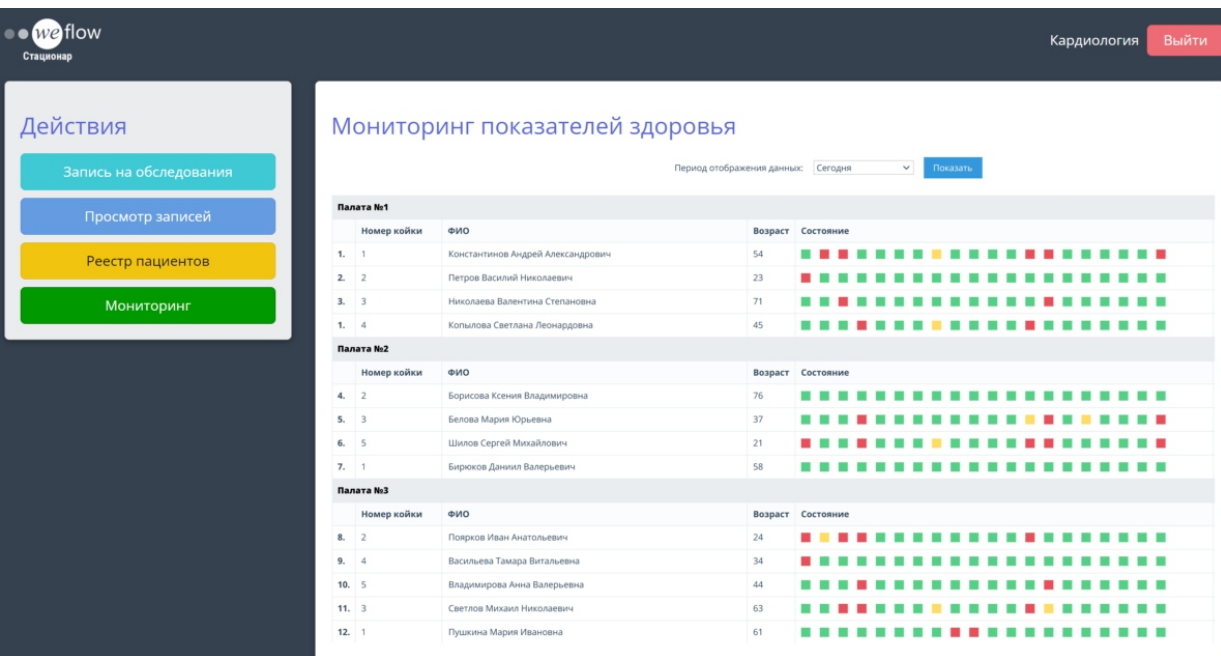 weflow
Стационар
Кардиология Выйти
Действия
Запись на обследования
Просмотр записей
Реестр пациентов
Мониторинг
Мониторинг показателей здоровья
Период отображения данных: Сегодня Показать
Палата №1
Номер койки ФИО Возраст Состояние
1. 1 Константинов Андрей Александрович 54
2. 2 Петров Василий Николаевич 23
3. 3 Николаева Валентина Степановна 71
1. 4 Копылова Светлана Леонардовна 45
Палата №2
Номер койки ФИО Возраст Состояние
4. 2 Борисова Ксения Владимировна 76
5. 3 Белова Мария Юрьевна 37
6. 5 Шилов Сергей Михайлович 21
7. 1 Бирюков Даниил Валерьевич 58
Палата №3
Номер койки ФИО Возраст Состояние
8. 2 Поярков Иван Анатольевич 24
9. 4 Васильева Тамара Витальевна 34
10. 5 Владимирова Анна Валерьевна 44
11. 3 Светлов Михаил Николаевич 63
12. 1 Пушкина Мария Ивановна 61